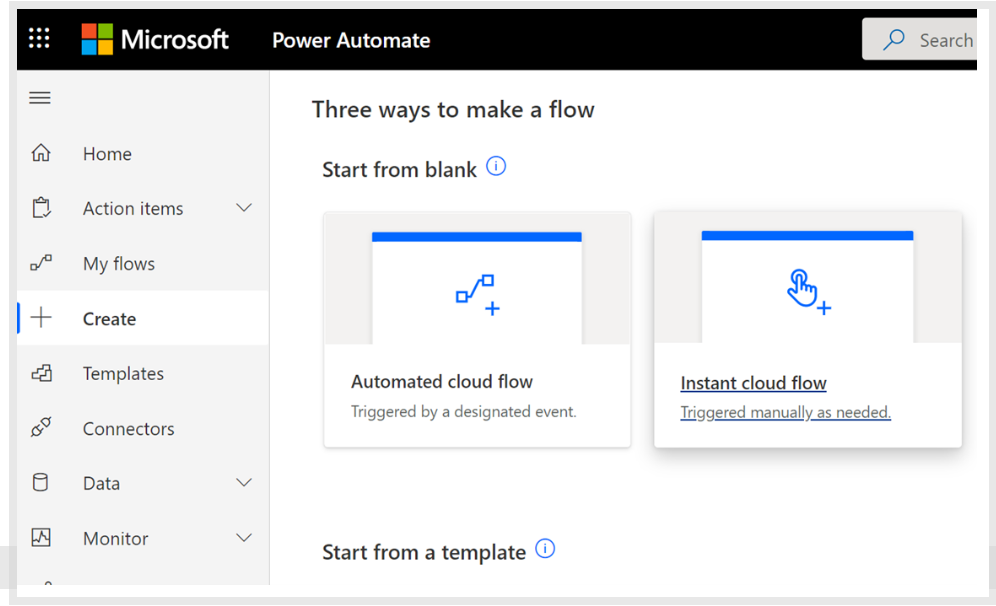 Microsoft
Power Automate
Search
Home
Action items
My flows
Create
Templates
Connectors
Data
Monitor
Three ways to make a flow
Start from blank
Automated cloud flow
Triggered by a designated event.
Instant cloud flow
Triggered manually as needed.
Start from a template